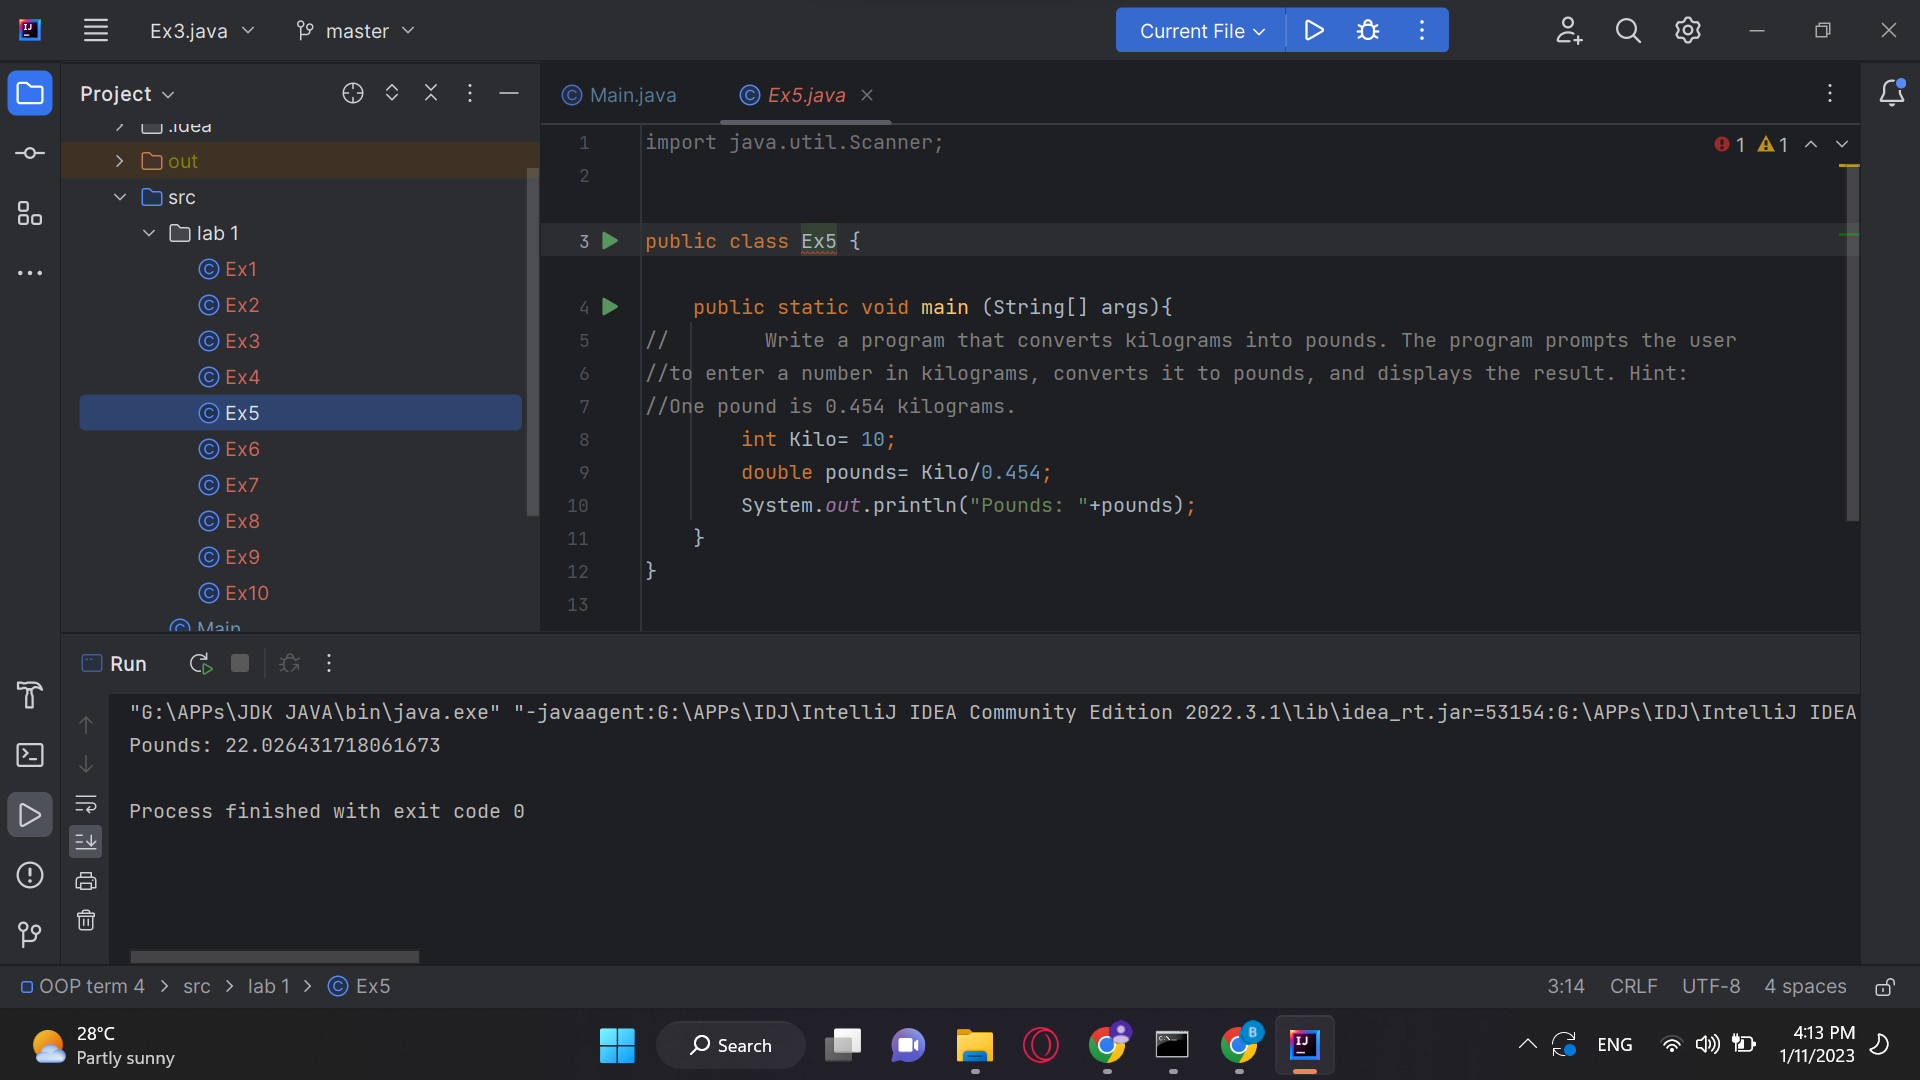 Ex3.java
master
Current File
Project
Main.java
Ex5.java
.idea
out
src
lab 1
Ex1
Ex2
Ex3
Ex4
Ex5
Ex6
Ex7
Ex8
Ex9
Ex10
Main
1 import java.util.Scanner;
1 1
2
3 public class Ex5 {
4 public static void main (String[] args){
5 // Write a program that converts kilograms into pounds. The program prompts the user
6 //to enter a number in kilograms, converts it to pounds, and displays the result. Hint:
7 //One pound is 0.454 kilograms.
8 int Kilo= 10;
9 double pounds= Kilo/0.454;
10 System.out.println("Pounds: "+pounds);
11 }
12 }
13
Run
"G:\APPs\JDK JAVA\bin\java.exe" "-javaagent:G:\APPs\IDJ\IntelliJ IDEA Community Edition 2022.3.1\lib\idea_rt.jar=53154:G:\APPs\IDJ\IntelliJ IDEA
Pounds: 22.026431718061673
Process finished with exit code 0
OOP term 4 > src > lab 1 > Ex5
3:14 CRLF UTF-8 4 spaces
28°C
Partly sunny
Search
ENG
4:13 PM
1/11/2023